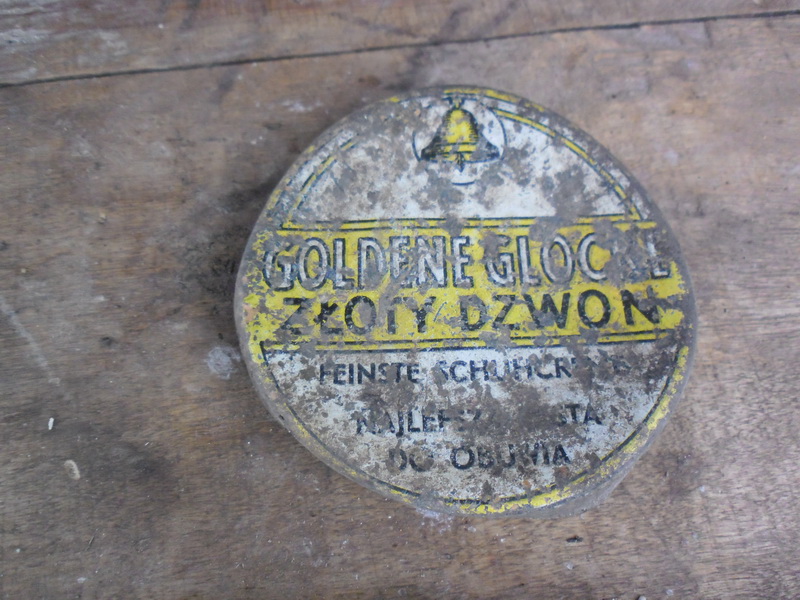 GOLDENE GLOCKE
ZŁOTY DZWON
FEINSTE SCHUHCREME
NAJLEPSZA PASTA
DO OBUWIA